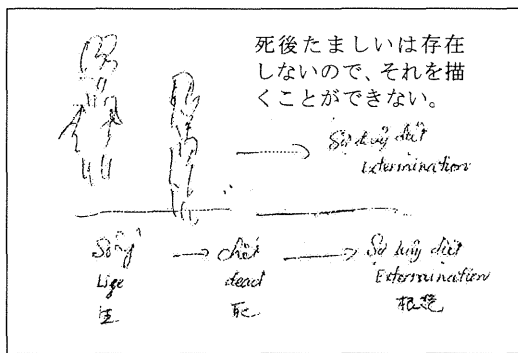 死後たましいは存在
しないので、それを描
くことができない。
Sự huỷ diệt
Extermination
Sống → chết → Sự huỷ diệt
Lige dead Extermination
生 死 根絶